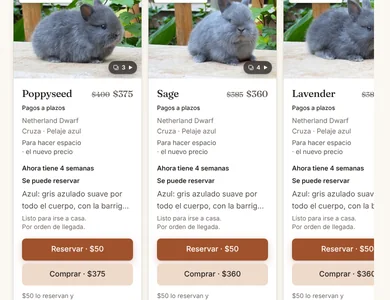 3
Poppyseed $400 $375
Pagos a plazos
Netherland Dwarf
Cruza · Pelaje azul
Para hacer espacio
· el nuevo precio
Ahora tiene 4 semanas
Se puede reservar
Azul: gris azulado suave por
todo el cuerpo, con la barrig...
Listo para irse a casa.
Por orden de llegada.
Reservar · $50
Comprar · $375
$50 lo reservan y
4
Sage $385 $360
Pagos a plazos
Netherland Dwarf
Cruza · Pelaje azul
Para hacer espacio
· el nuevo precio
Ahora tiene 4 semanas
Se puede reservar
Azul: gris azulado suave por
todo el cuerpo, con la barrig...
Listo para irse a casa.
Por orden de llegada.
Reservar · $50
Comprar · $360
$50 lo reservan y
Lavender
Pagos a plazos
Netherland Dwarf
Cruza · Pelaje azul
Para hacer espacio
· el nuevo precio
Ahora tiene 4 semanas
Se puede reservar
Azul: gris azulado suave
todo el cuerpo, con la
Listo para irse a casa.
Por orden de llegada.
Reservar · $50
Comprar · $360
$50 lo reservan y